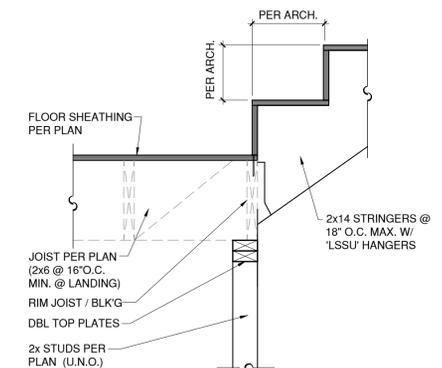 PER ARCH.
PER ARCH.
FLOOR SHEATHING
PER PLAN
2x14 STRINGERS @
18" O.C. MAX. W/
'LSSU' HANGERS
JOIST PER PLAN
(2x6 @ 16"O.C.
MIN. @ LANDING)
RIM JOIST / BLK'G
DBL TOP PLATES
2x STUDS PER
PLAN (U.N.O.)